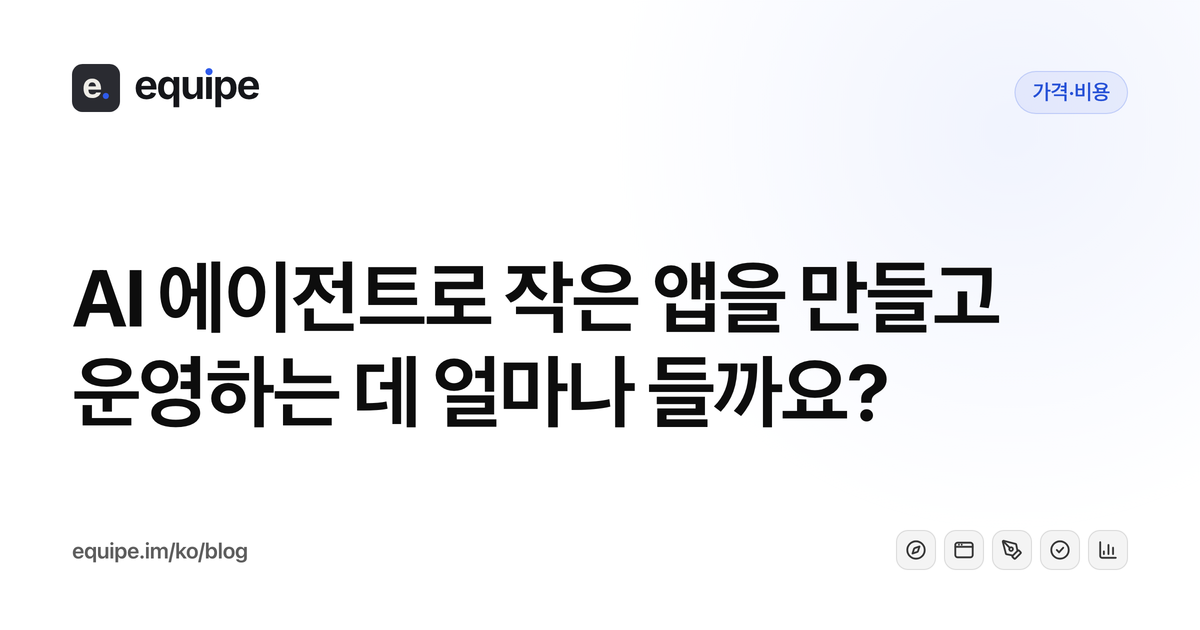 e. equipe
가격·비용
AI 에이전트로 작은 앱을 만들고
운영하는 데 얼마나 들까요?
equipe.im/ko/blog